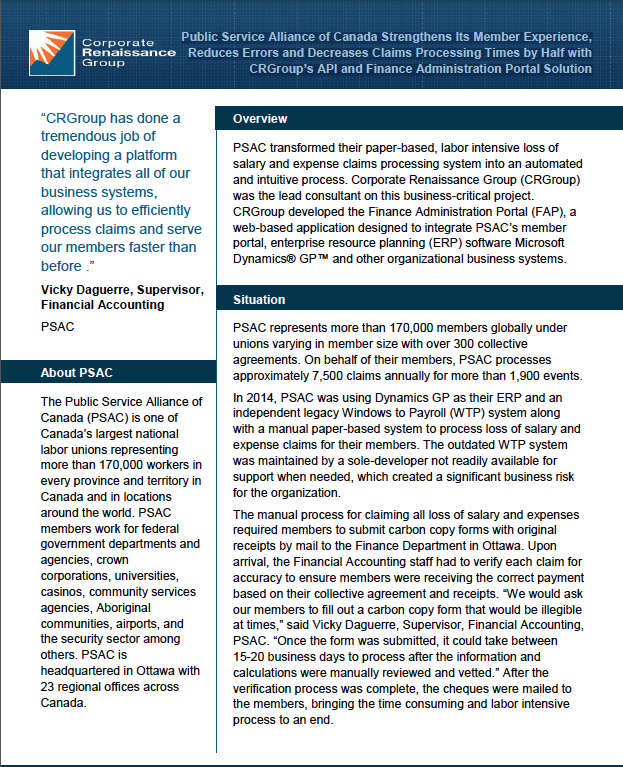 Corporate
Renaissance
Group
Public Service Alliance of Canada Strengthens Its Member Experience,
Reduces Errors and Decreases Claims Processing Times by Half with
CRGroup's API and Finance Administration Portal Solution
“CRGroup has done a
tremendous job of
developing a platform
that integrates all of our
business systems,
allowing us to efficiently
process claims and serve
our members faster than
before .”
Vicky Daguerre, Supervisor,
Financial Accounting
PSAC
About PSAC
The Public Service Alliance of
Canada (PSAC) is one of
Canada's largest national
labor unions representing
more than 170,000 workers in
every province and territory in
Canada and in locations
around the world. PSAC
members work for federal
government departments and
agencies, crown
corporations, universities,
casinos, community services
agencies, Aboriginal
communities, airports, and
the security sector among
others. PSAC is
headquartered in Ottawa with
23 regional offices across
Canada.
Overview
PSAC transformed their paper-based, labor intensive loss of
salary and expense claims processing system into an automated
and intuitive process. Corporate Renaissance Group (CRGroup)
was the lead consultant on this business-critical project.
CRGroup developed the Finance Administration Portal (FAP), a
web-based application designed to integrate PSAC's member
portal, enterprise resource planning (ERP) software Microsoft
Dynamics® GP™ and other organizational business systems.
Situation
PSAC represents more than 170,000 members globally under
unions varying in member size with over 300 collective
agreements. On behalf of their members, PSAC processes
approximately 7,500 claims annually for more than 1,900 events.
In 2014, PSAC was using Dynamics GP as their ERP and an
independent legacy Windows to Payroll (WTP) system along
with a manual paper-based system to process loss of salary and
expense claims for their members. The outdated WTP system
was maintained by a sole-developer not readily available for
support when needed, which created a significant business risk
for the organization.
The manual process for claiming all loss of salary and expenses
required members to submit carbon copy forms with original
receipts by mail to the Finance Department in Ottawa. Upon
arrival, the Financial Accounting staff had to verify each claim for
accuracy to ensure members were receiving the correct payment
based on their collective agreement and receipts. “We would ask
our members to fill out a carbon copy form that would be illegible
at times,” said Vicky Daguerre, Supervisor, Financial Accounting,
PSAC. “Once the form was submitted, it could take between
15-20 business days to process after the information and
calculations were manually reviewed and vetted.” After the
verification process was complete, the cheques were mailed to
the members, bringing the time consuming and labor intensive
process to an end.